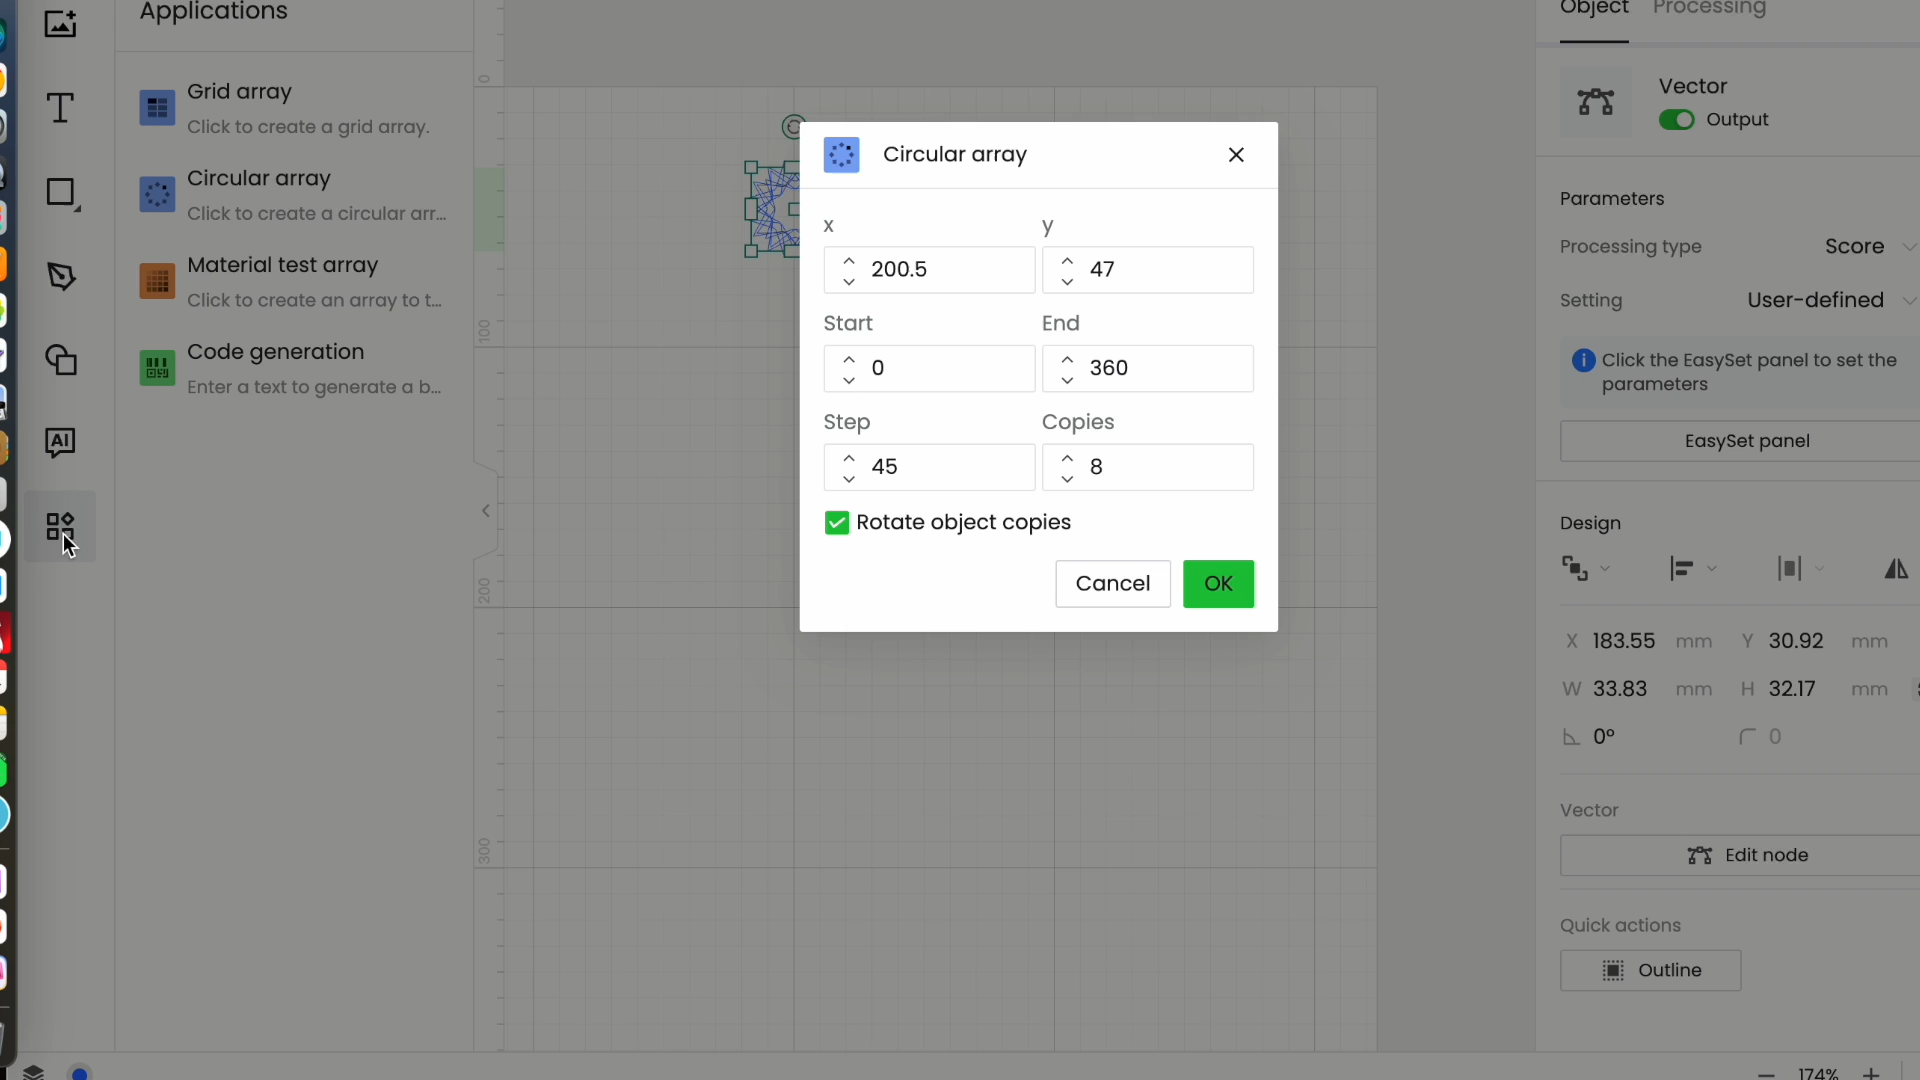 Applications
Grid array
Click to create a grid array.
Circular array
Click to create a circular arr...
Material test array
Click to create an array to t...
Code generation
Enter a text to generate a b...
AI
0
100
200
300
Circular array
x
y
200.5
47
Start
End
0
360
Step
Copies
45
8
Rotate object copies
Cancel
OK
Object
Processing
Vector
Output
Parameters
Processing type
Score
Setting
User-defined
Click the EasySet panel to set the
parameters
EasySet panel
Design
X 183.55 mm Y 30.92 mm
W 33.83 mm H 32.17 mm
0°
0
Vector
Edit node
Quick actions
Outline
174%